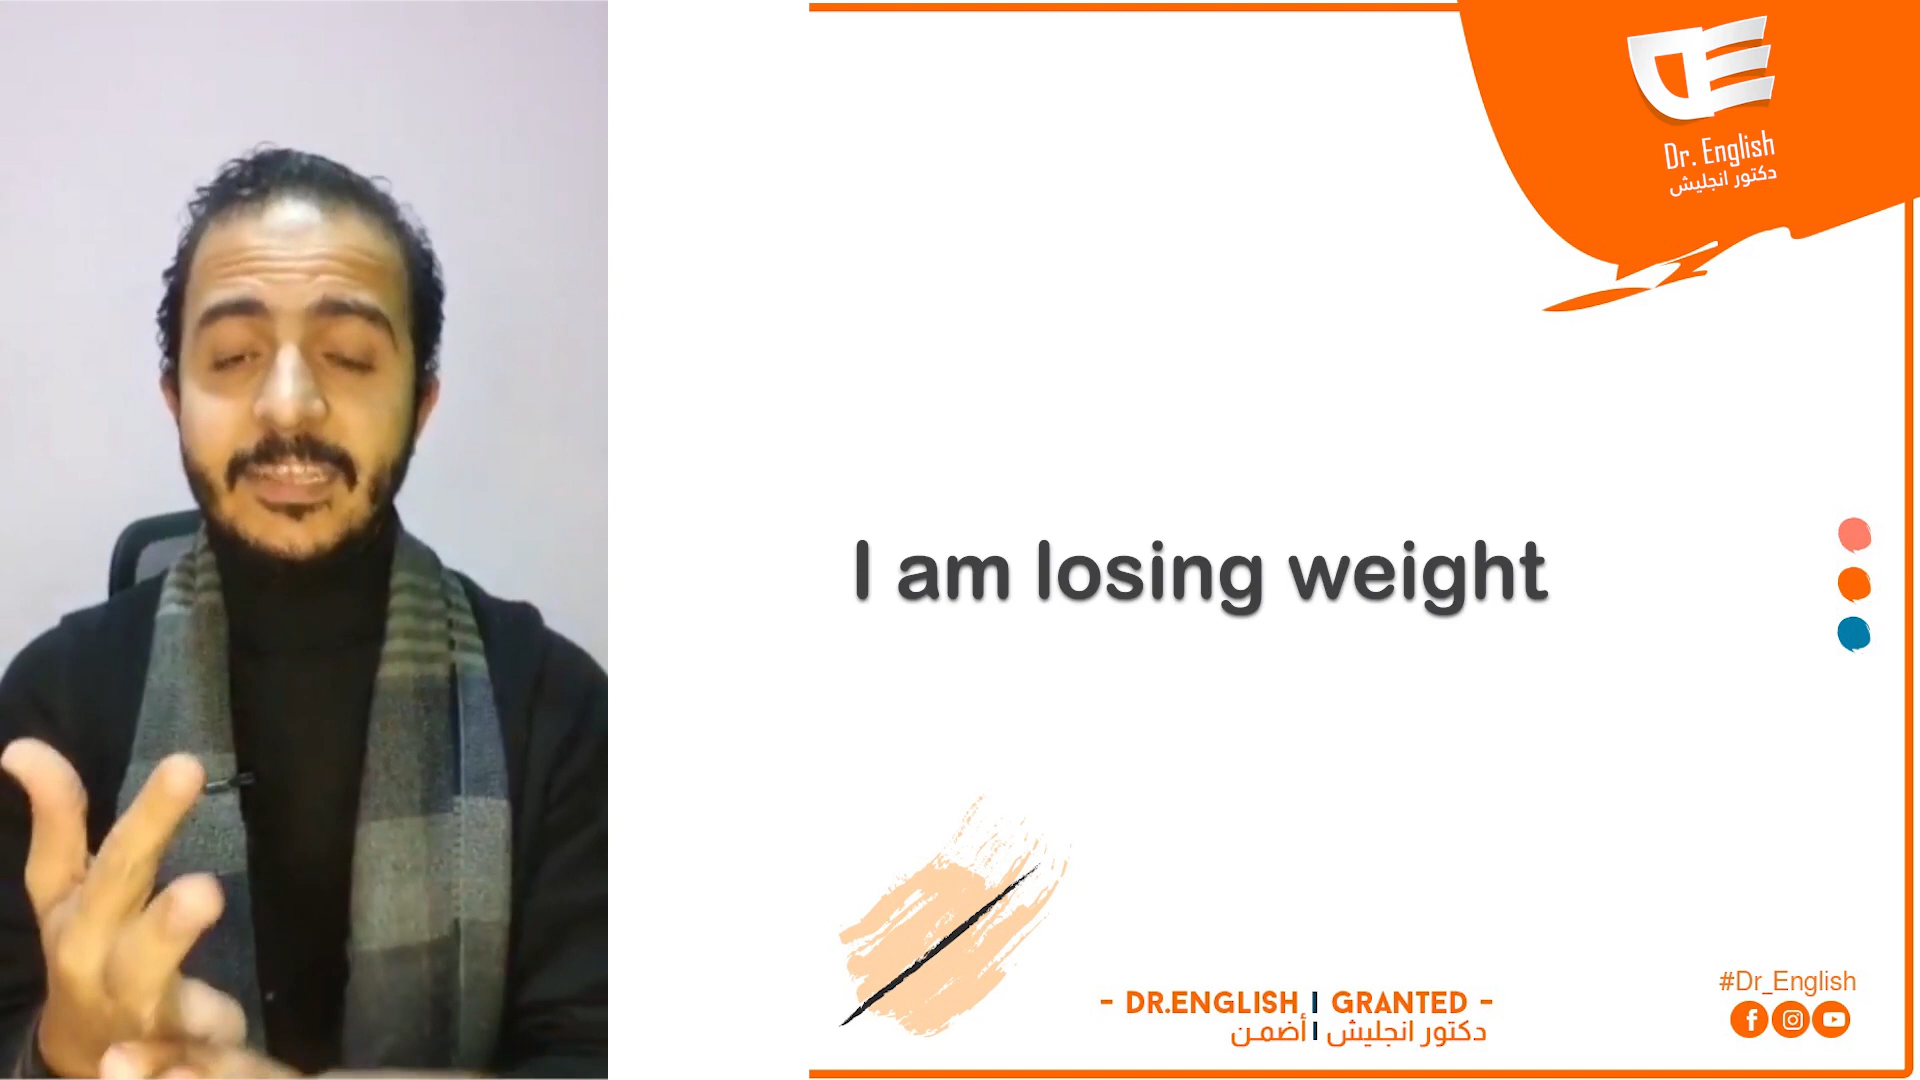 Dr. English
دكتور انجليش
I am losing weight
#Dr_English
- DR.ENGLISH | GRANTED -
دكتور انجليش | أضمن